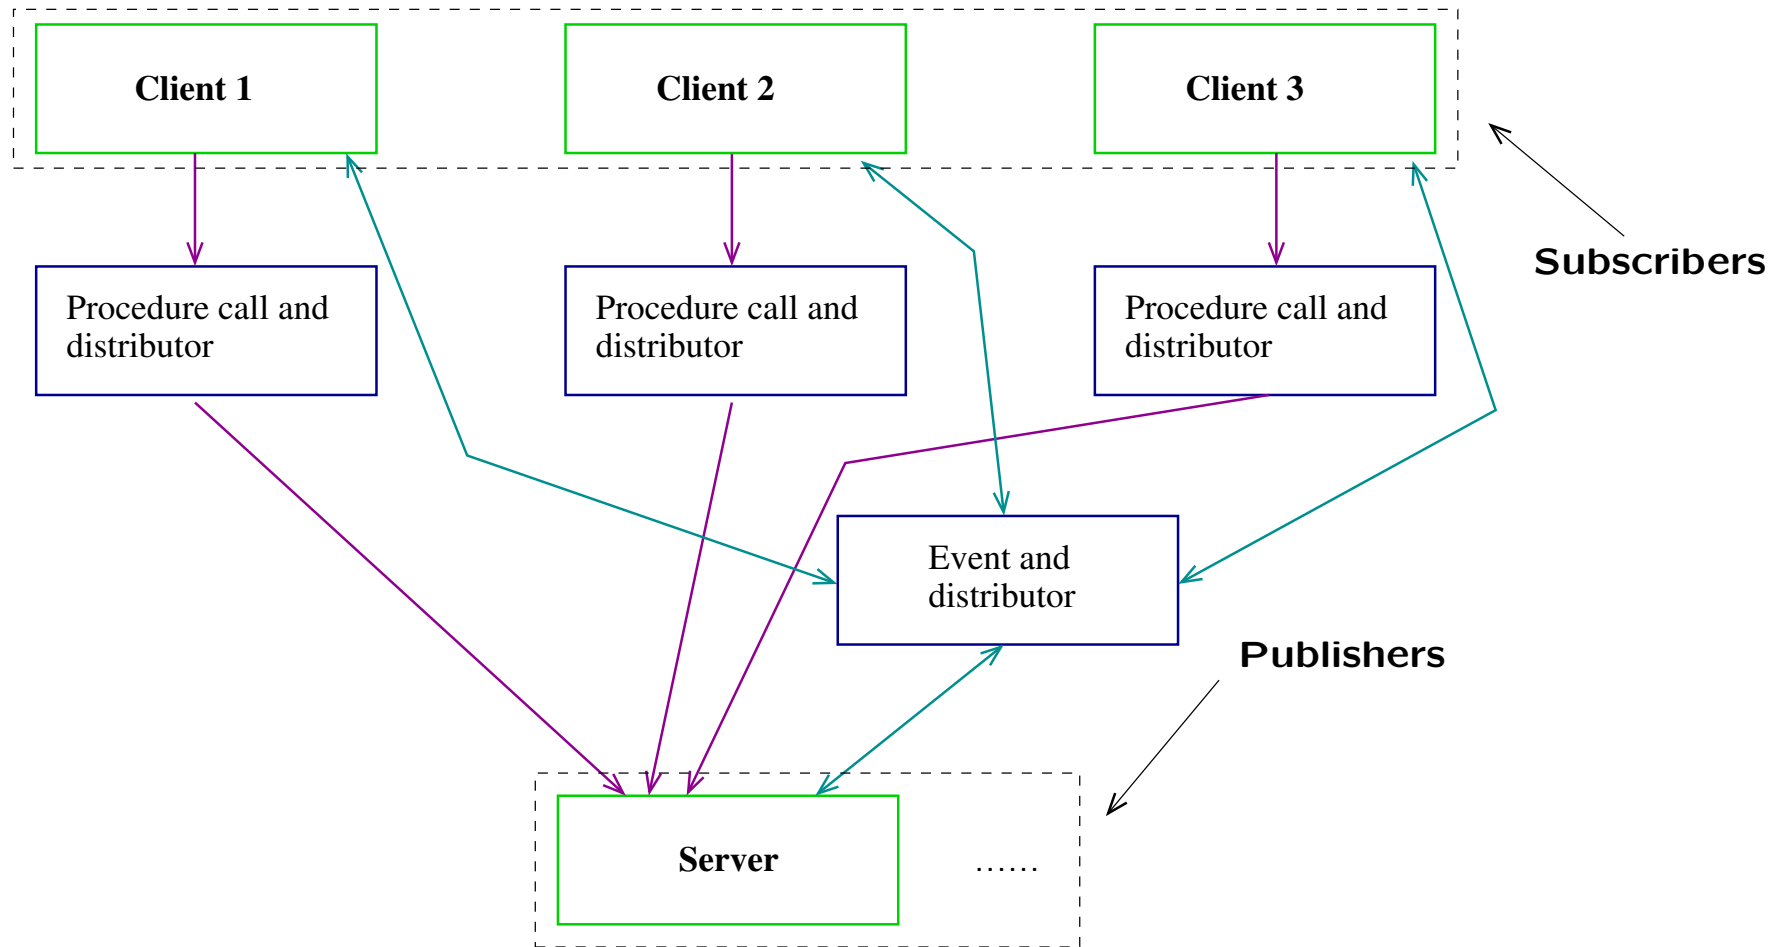 Client 1
Client 2
Client 3
Subscribers
Procedure call and
distributor
Procedure call and
distributor
Procedure call and
distributor
Event and
distributor
Publishers
Server
......